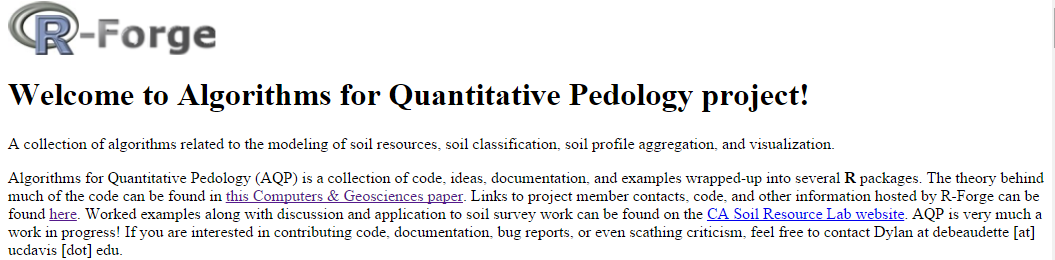 R-Forge
Welcome to Algorithms for Quantitative Pedology project!
A collection of algorithms related to the modeling of soil resources, soil classification, soil profile aggregation, and visualization.
Algorithms for Quantitative Pedology (AQP) is a collection of code, ideas, documentation, and examples wrapped-up into several R packages. The theory behind
much of the code can be found in this Computers & Geosciences paper. Links to project member contacts, code, and other information hosted by R-Forge can be
found here. Worked examples along with discussion and application to soil survey work can be found on the CA Soil Resource Lab website. AQP is very much a
work in progress! If you are interested in contributing code, documentation, bug reports, or even scathing criticism, feel free to contact Dylan at debeaudette [at]
ucdavis [dot] edu.